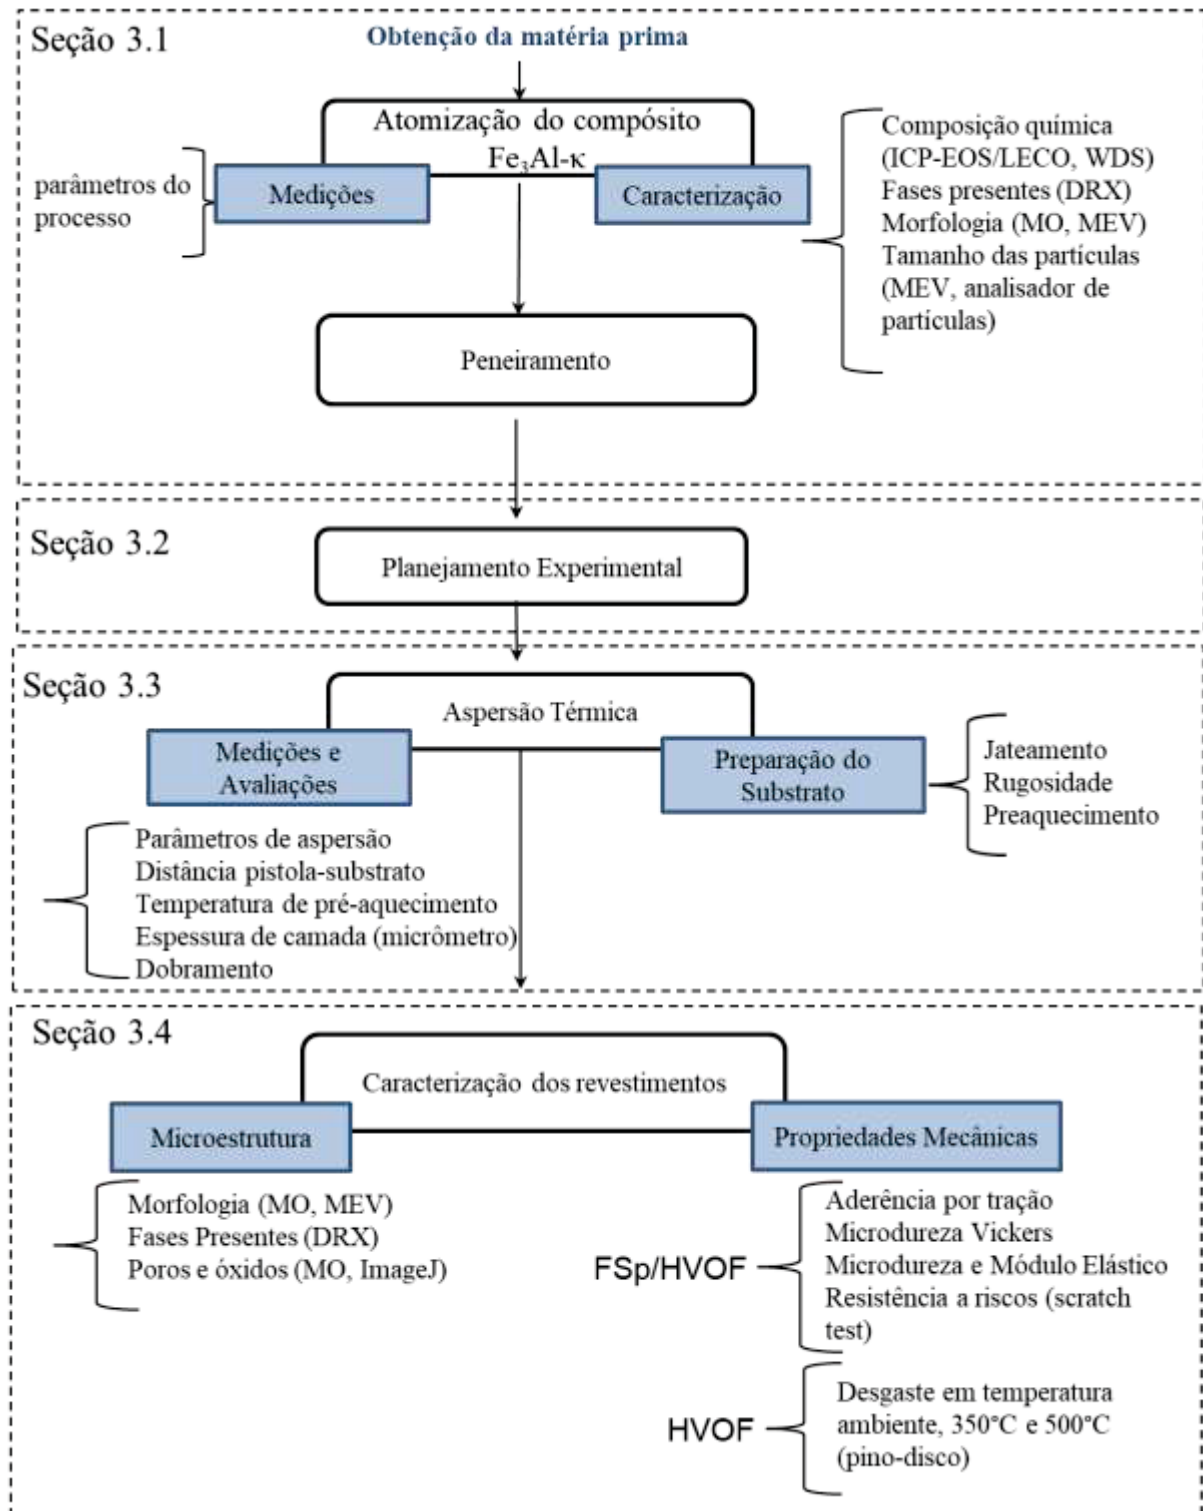 Seção 3.1
Obtenção da matéria prima
Atomização do compósito
Fe₃Al-κ
Medições
Caracterização
parâmetros do
processo
Composição química
(ICP-EOS/LECO, WDS)
Fases presentes (DRX)
Morfologia (MO, MEV)
Tamanho das partículas
(MEV, analisador de
partículas)
Peneiramento
Seção 3.2
Planejamento Experimental
Seção 3.3
Aspersão Térmica
Medições e
Avaliações
Preparação do
Substrato
Jateamento
Rugosidade
Preaquecimento
Parâmetros de aspersão
Distância pistola-substrato
Temperatura de pré-aquecimento
Espessura de camada (micrômetro)
Dobramento
Seção 3.4
Caracterização dos revestimentos
Microestrutura
Propriedades Mecânicas
Morfologia (MO, MEV)
Fases Presentes (DRX)
Poros e óxidos (MO, ImageJ)
FSp/HVOF
Aderência por tração
Microdureza Vickers
Microdureza e Módulo Elástico
Resistência a riscos (scratch
test)
HVOF
Desgaste em temperatura
ambiente, 350°C e 500°C
(pino-disco)